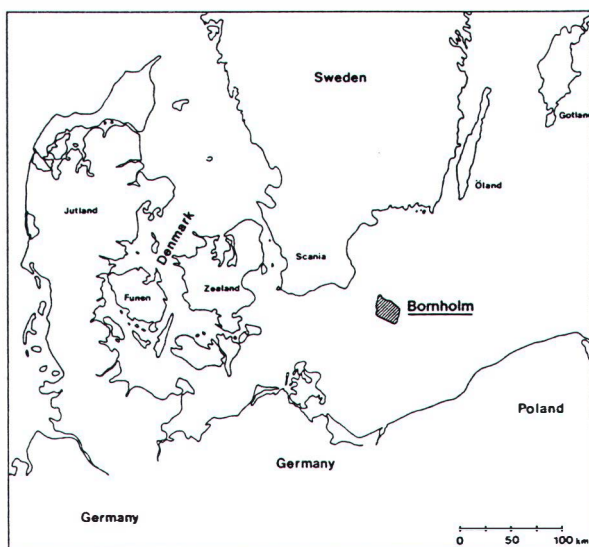 Sweden
Gotland
Öland
Jutland
Denmark
Scania
Funen
Zealand
Bornholm
Poland
Germany
Germany
0 50 100 km